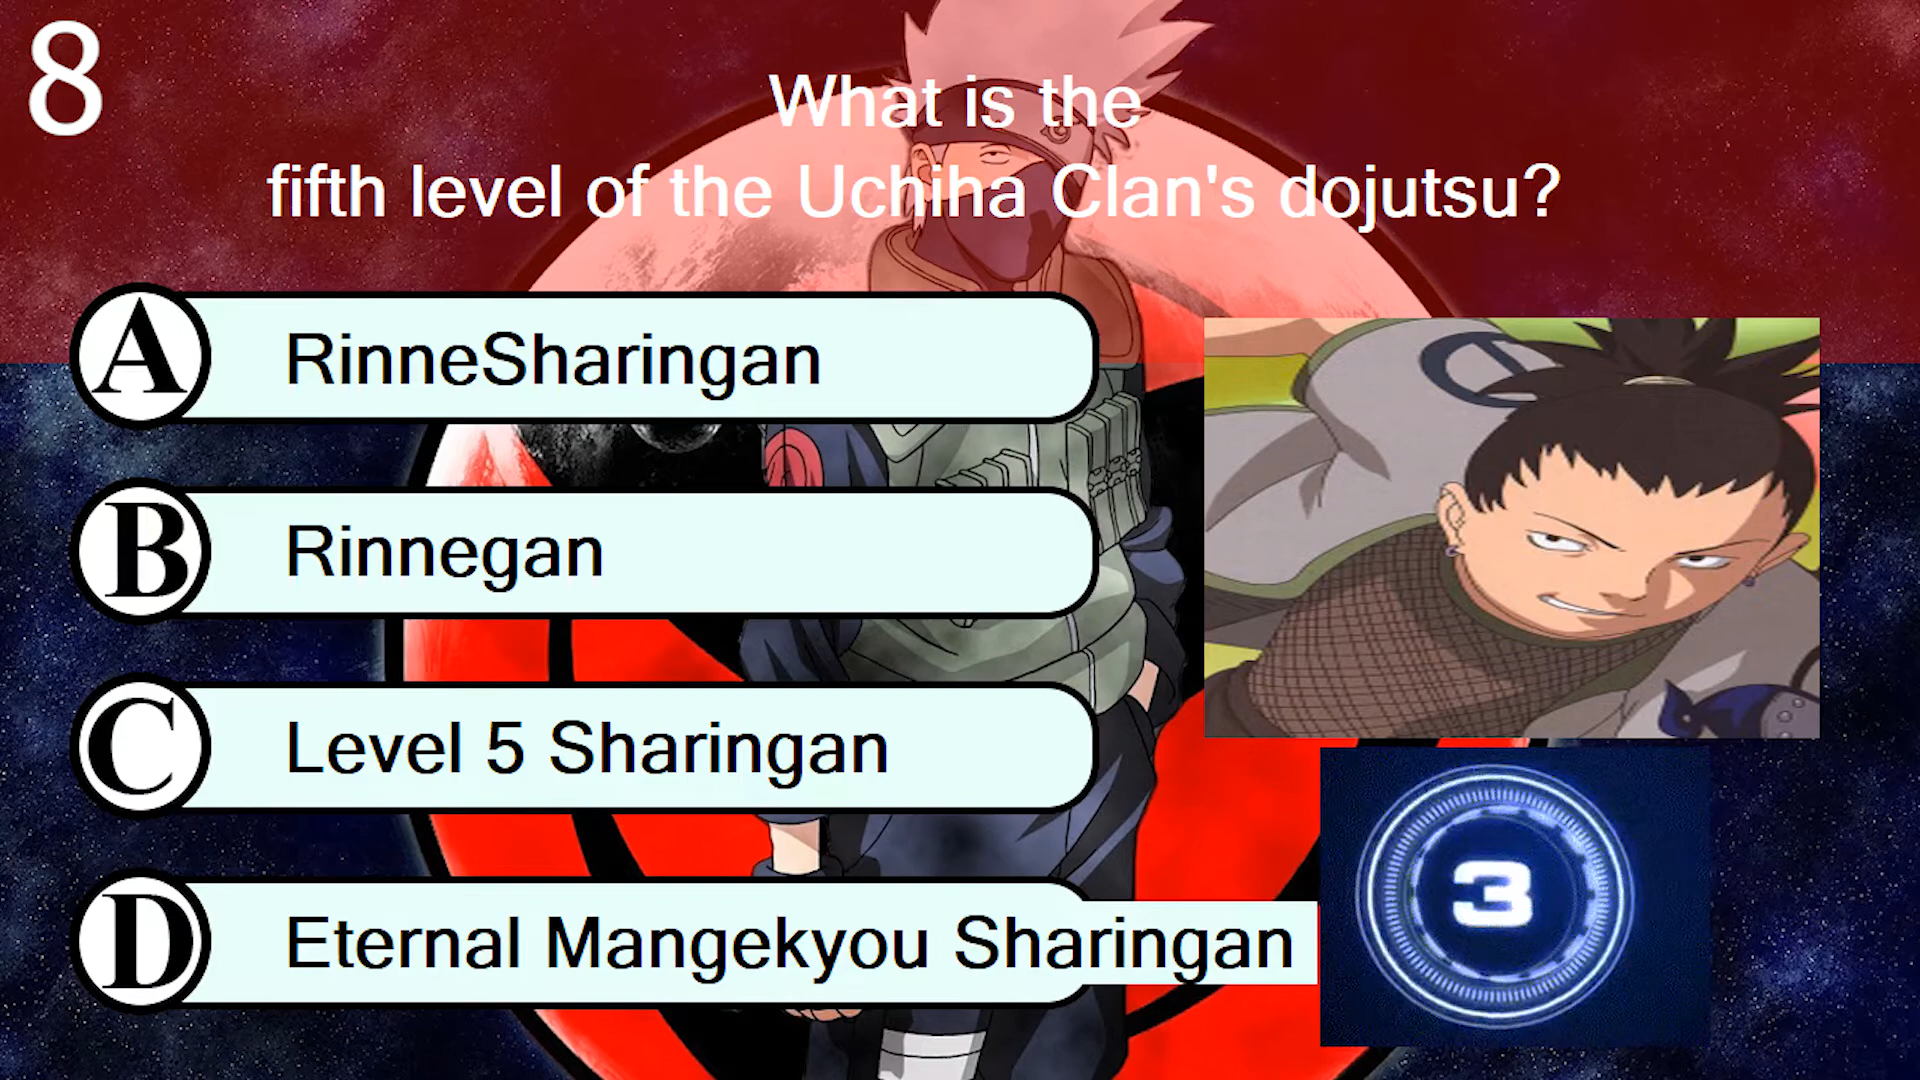 8
What is the
fifth level of the Uchiha Clan's dojutsu?
A RinneSharingan
B Rinnegan
C Level 5 Sharingan
D Eternal Mangekyou Sharingan
3